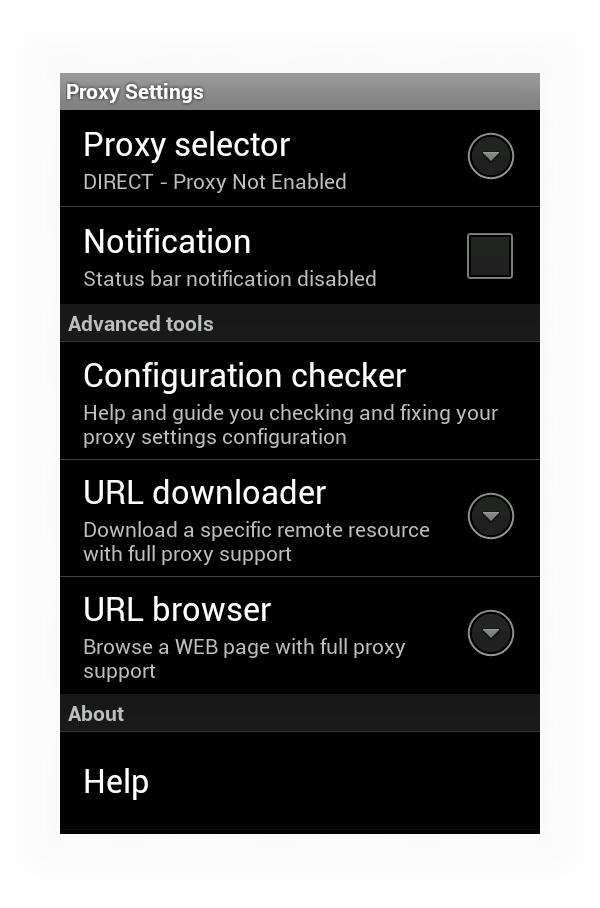 Proxy Settings
Proxy selector
DIRECT - Proxy Not Enabled
Notification
Status bar notification disabled
Advanced tools
Configuration checker
Help and guide you checking and fixing your
proxy settings configuration
URL downloader
Download a specific remote resource
with full proxy support
URL browser
Browse a WEB page with full proxy
support
About
Help